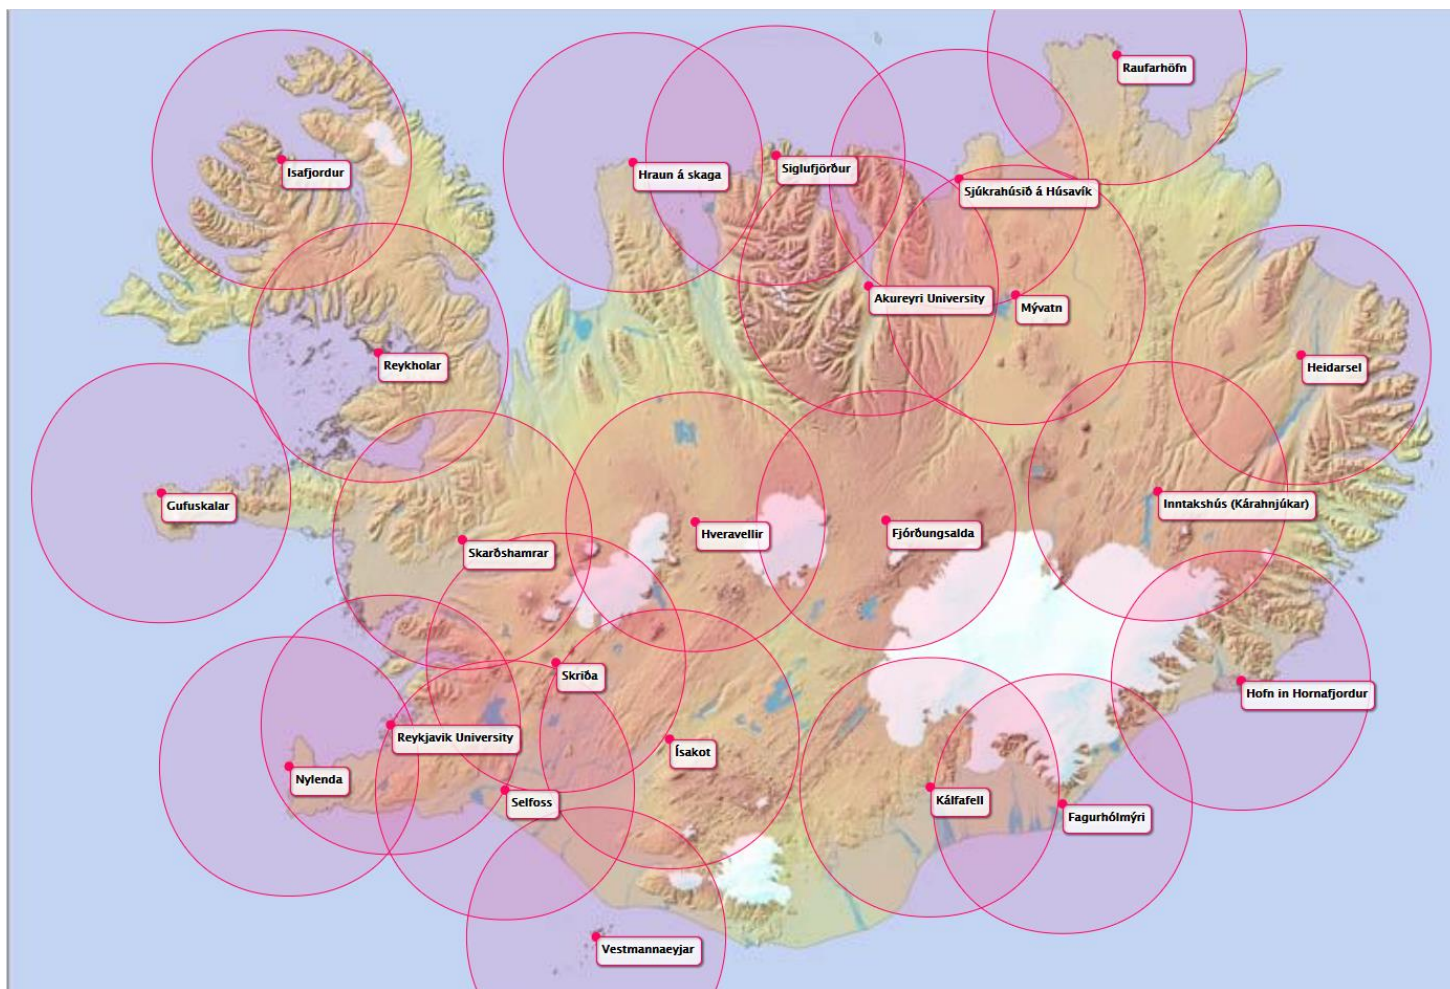 Raufarhöfn
Isafjordur
Hraun á skaga
Siglufjörður
Sjúkrahúsið á Húsavík
Akureyri University
Mývatn
Reykholar
Heidarsel
Gufuskalar
Inntakshús (Kárahnjúkar)
Skarðshamrar
Hveravellir
Fjórðungsalda
Skriða
Hofn in Hornafjordur
Reykjavik University
Ísakot
Nylenda
Selfoss
Kálfafell
Fagurhólmýri
Vestmannaeyjar